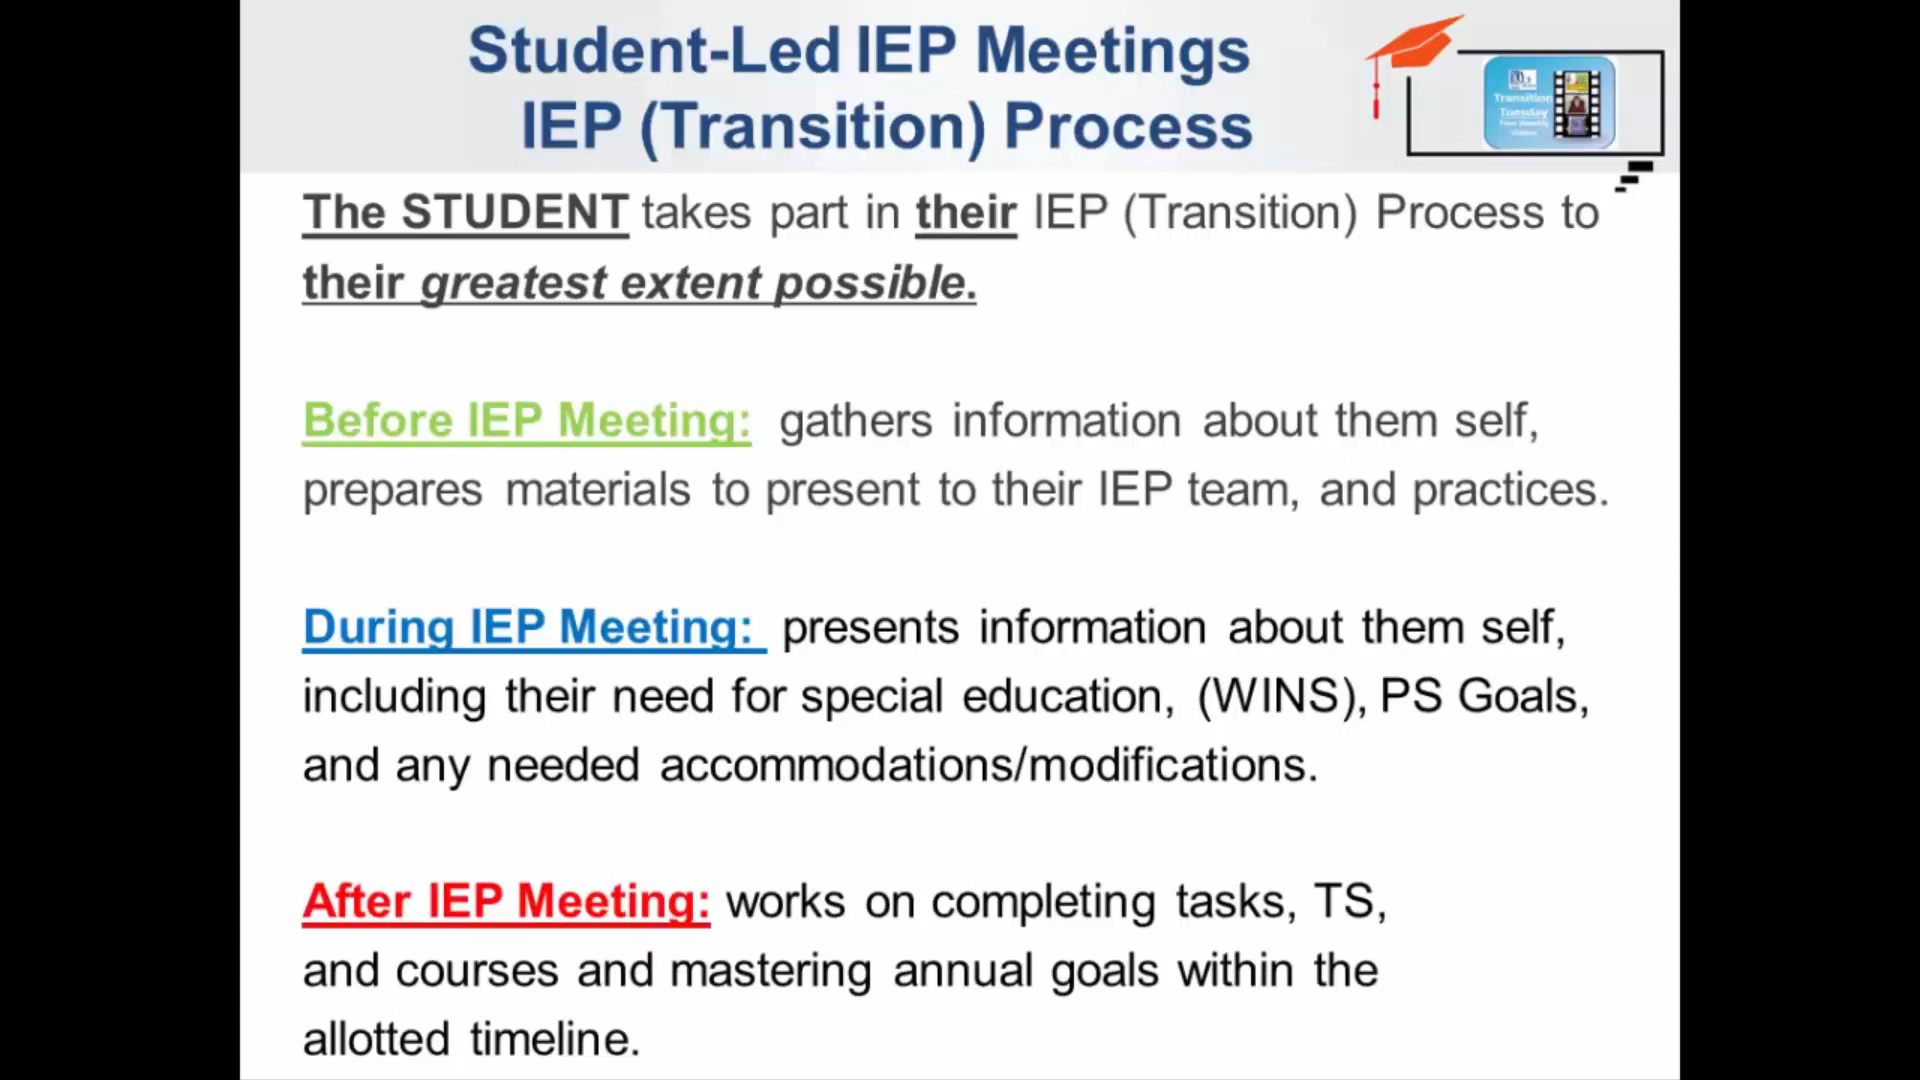 Student-Led IEP Meetings
IEP (Transition) Process
Transition
Tuesday
The STUDENT takes part in their IEP (Transition) Process to
their greatest extent possible.
Before IEP Meeting: gathers information about them self,
prepares materials to present to their IEP team, and practices.
During IEP Meeting: presents information about them self,
including their need for special education, (WINS), PS Goals,
and any needed accommodations/modifications.
After IEP Meeting: works on completing tasks, TS,
and courses and mastering annual goals within the
allotted timeline.